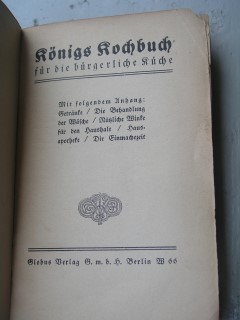 Königs Kochbuch
für die bürgerliche Küche
Mit folgendem Anhang:
Getränke / Die Behandlung
der Wäsche / Nützliche Winke
für den Haushalt / Haus-
apotheke / Die Einmachezeit
Globus Verlag G. m. b. H. Berlin W 66